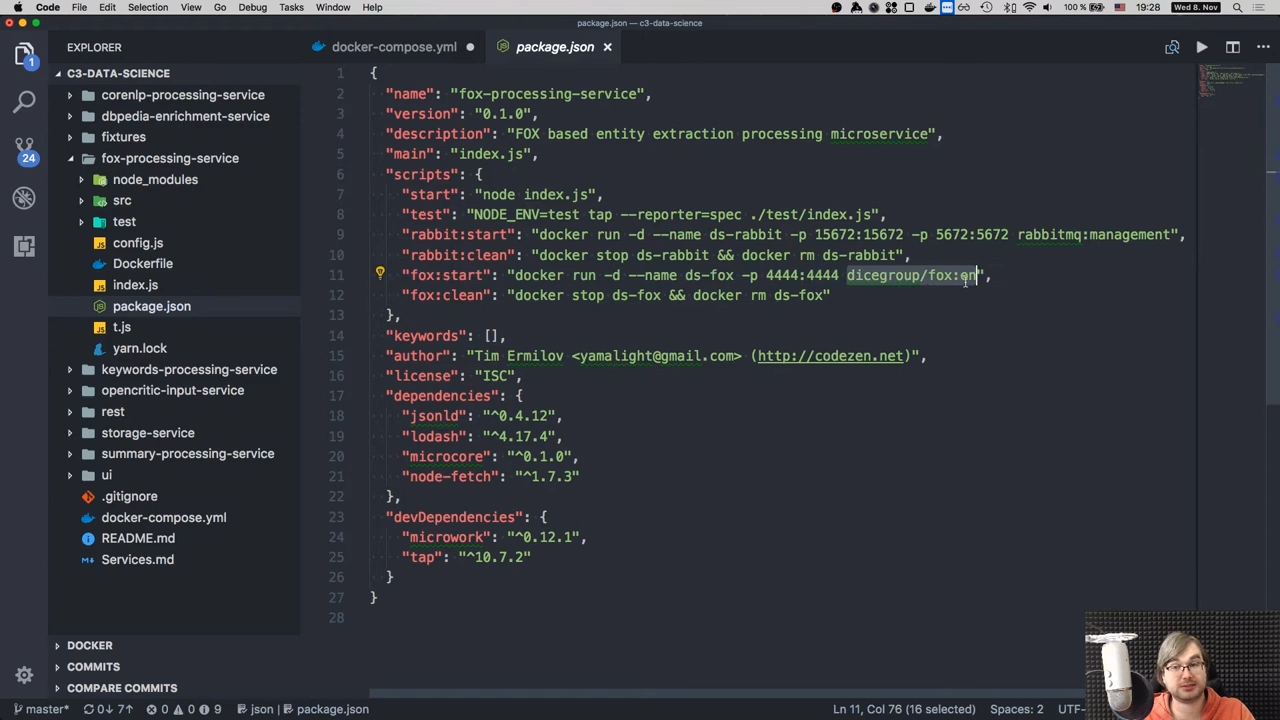 Code File Edit Selection View Go Debug Tasks Window Help 100 % 19:28 Wed 8. Nov
package.json — c3-data-science
EXPLORER
docker-compose.yml
package.json
C3-DATA-SCIENCE
corenlp-processing-service
dbpedia-enrichment-service
fixtures
fox-processing-service
node_modules
src
test
config.js
Dockerfile
index.js
package.json
t.js
yarn.lock
keywords-processing-service
opencritic-input-service
rest
storage-service
summary-processing-service
ui
.gitignore
docker-compose.yml
README.md
Services.md
DOCKER
COMMITS
COMPARE COMMITS
1
24
1 {
2 "name": "fox-processing-service",
3 "version": "0.1.0",
4 "description": "FOX based entity extraction processing microservice",
5 "main": "index.js",
6 "scripts": {
7 "start": "node index.js",
8 "test": "NODE_ENV=test tap --reporter=spec ./test/index.js",
9 "rabbit:start": "docker run -d --name ds-rabbit -p 15672:15672 -p 5672:5672 rabbitmq:management",
10 "rabbit:clean": "docker stop ds-rabbit && docker rm ds-rabbit",
11 "fox:start": "docker run -d --name ds-fox -p 4444:4444 dicegroup/fox:en",
12 "fox:clean": "docker stop ds-fox && docker rm ds-fox"
13 },
14 "keywords": [],
15 "author": "Tim Ermilov <yamalight@gmail.com> (http://codezen.net)",
16 "license": "ISC",
17 "dependencies": {
18 "jsonld": "^0.4.12",
19 "lodash": "^4.17.4",
20 "microcore": "^0.1.0",
21 "node-fetch": "^1.7.3"
22 },
23 "devDependencies": {
24 "microwork": "^0.12.1",
25 "tap": "^10.7.2"
26 }
27 }
28
master* 0↓ 7↑ 0 0 9 json package.json Ln 11, Col 76 (16 selected) Spaces: 2 UTF-